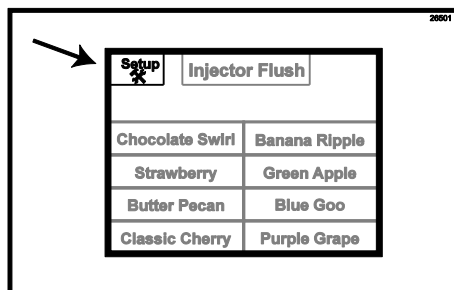 26501
Setup
Injector Flush
Chocolate Swirl Banana Ripple
Strawberry Green Apple
Butter Pecan Blue Goo
Classic Cherry Purple Grape